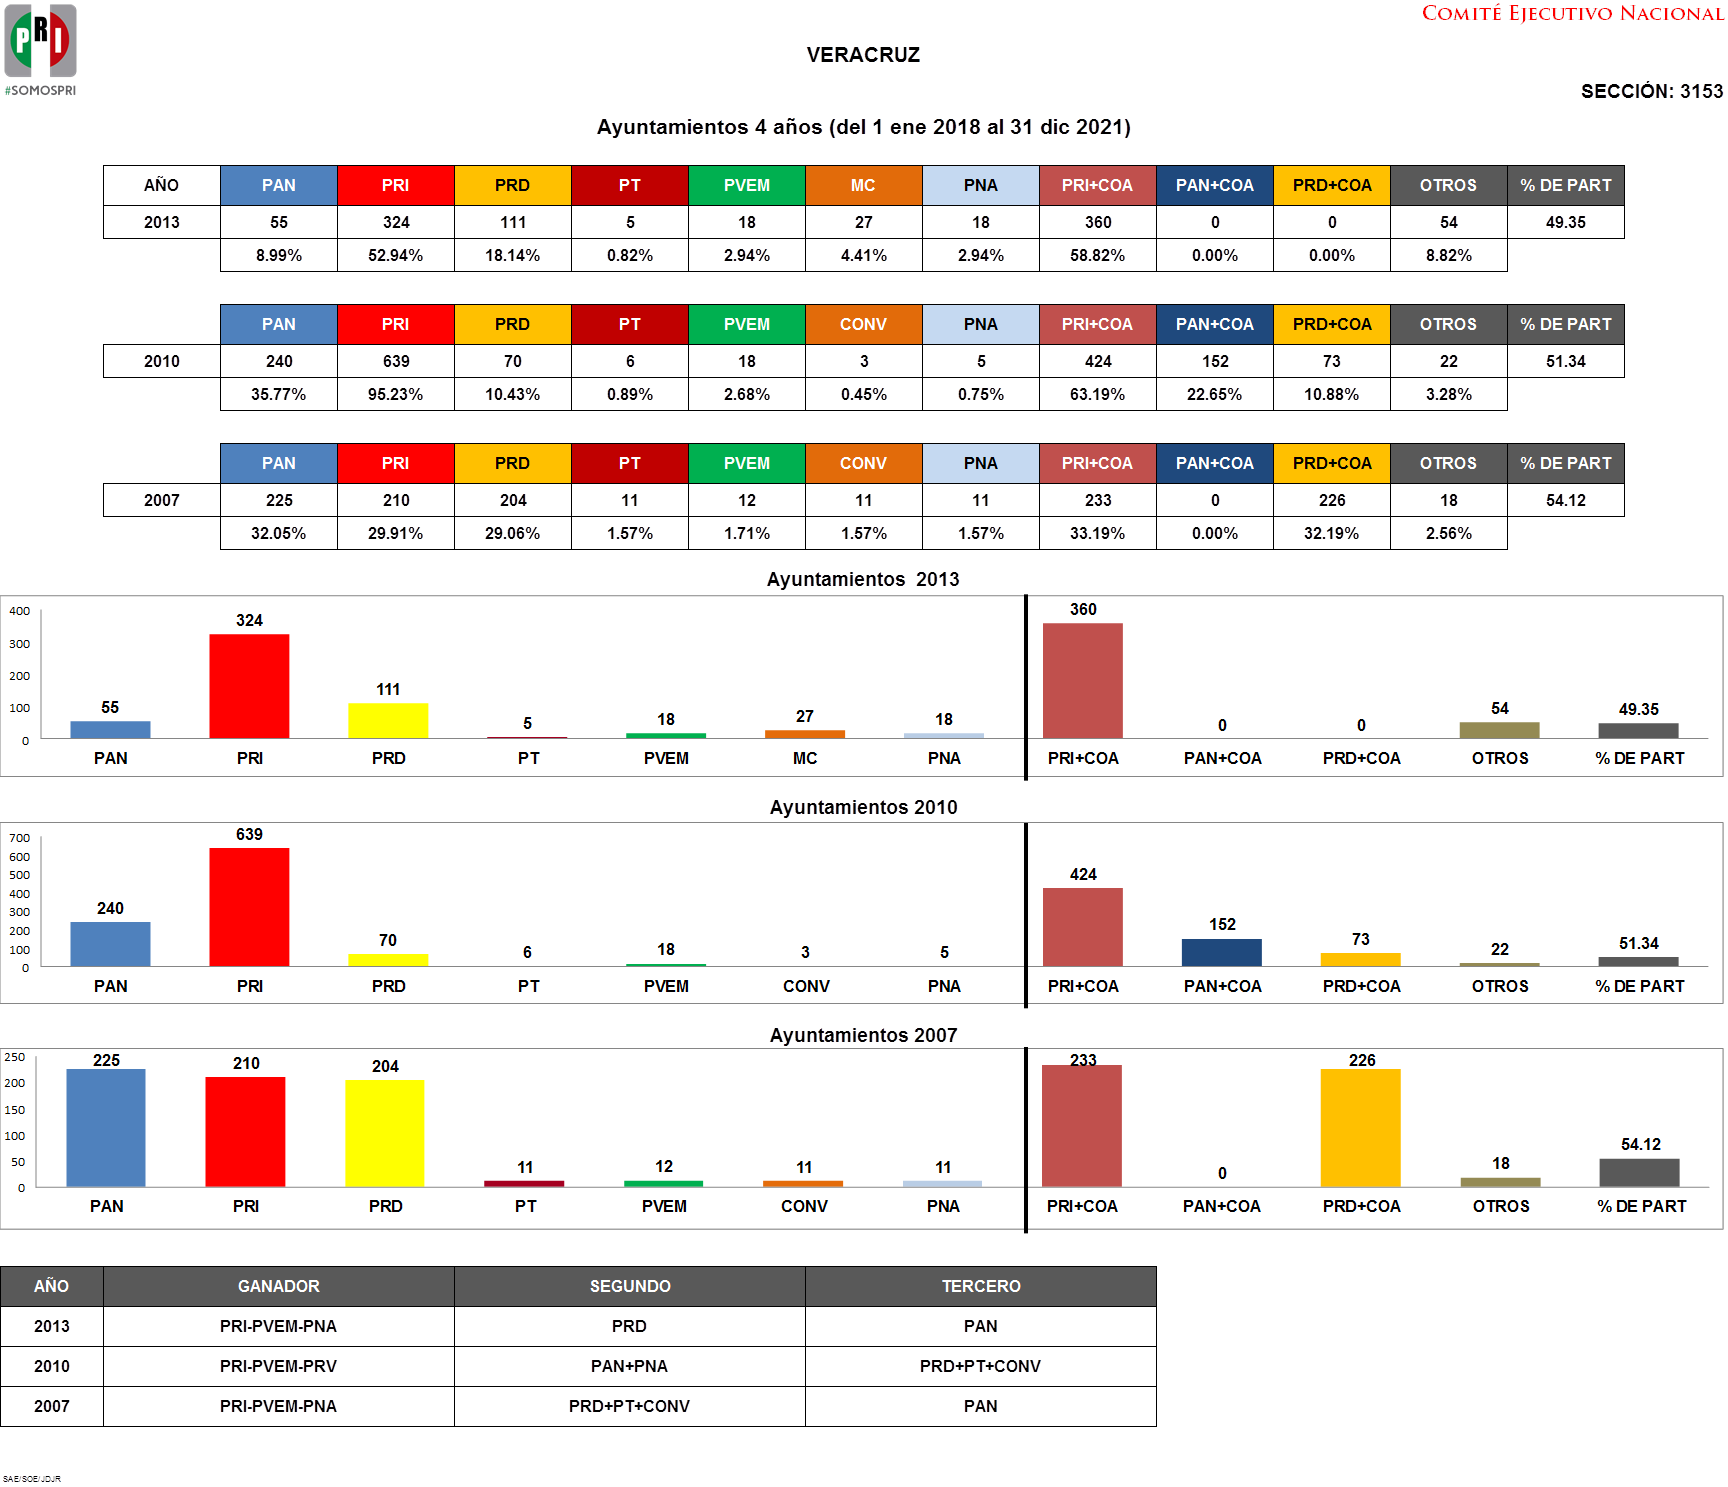 PRI
#SOMOSPRI
COMITÉ EJECUTIVO NACIONAL
VERACRUZ
SECCIÓN: 3153
Ayuntamientos 4 años (del 1 ene 2018 al 31 dic 2021)
AÑO PAN PRI PRD PT PVEM MC PNA PRI+COA PAN+COA PRD+COA OTROS % DE PART
2013 55 324 111 5 18 27 18 360 0 0 54 49.35
8.99% 52.94% 18.14% 0.82% 2.94% 4.41% 2.94% 58.82% 0.00% 0.00% 8.82%
PAN PRI PRD PT PVEM CONV PNA PRI+COA PAN+COA PRD+COA OTROS % DE PART
2010 240 639 70 6 18 3 5 424 152 73 22 51.34
35.77% 95.23% 10.43% 0.89% 2.68% 0.45% 0.75% 63.19% 22.65% 10.88% 3.28%
PAN PRI PRD PT PVEM CONV PNA PRI+COA PAN+COA PRD+COA OTROS % DE PART
2007 225 210 204 11 12 11 11 233 0 226 18 54.12
32.05% 29.91% 29.06% 1.57% 1.71% 1.57% 1.57% 33.19% 0.00% 32.19% 2.56%
Ayuntamientos 2013
400
300
200
100
0
55 324 111 5 18 27 18 360 0 0 54 49.35
PAN PRI PRD PT PVEM MC PNA PRI+COA PAN+COA PRD+COA OTROS % DE PART
Ayuntamientos 2010
700
600
500
400
300
200
100
0
240 639 70 6 18 3 5 424 152 73 22 51.34
PAN PRI PRD PT PVEM CONV PNA PRI+COA PAN+COA PRD+COA OTROS % DE PART
Ayuntamientos 2007
250
200
150
100
50
0
225 210 204 11 12 11 11 233 0 226 18 54.12
PAN PRI PRD PT PVEM CONV PNA PRI+COA PAN+COA PRD+COA OTROS % DE PART
AÑO GANADOR SEGUNDO TERCERO
2013 PRI-PVEM-PNA PRD PAN
2010 PRI-PVEM-PRV PAN+PNA PRD+PT+CONV
2007 PRI-PVEM-PNA PRD+PT+CONV PAN
SAE/SOE/JDJR